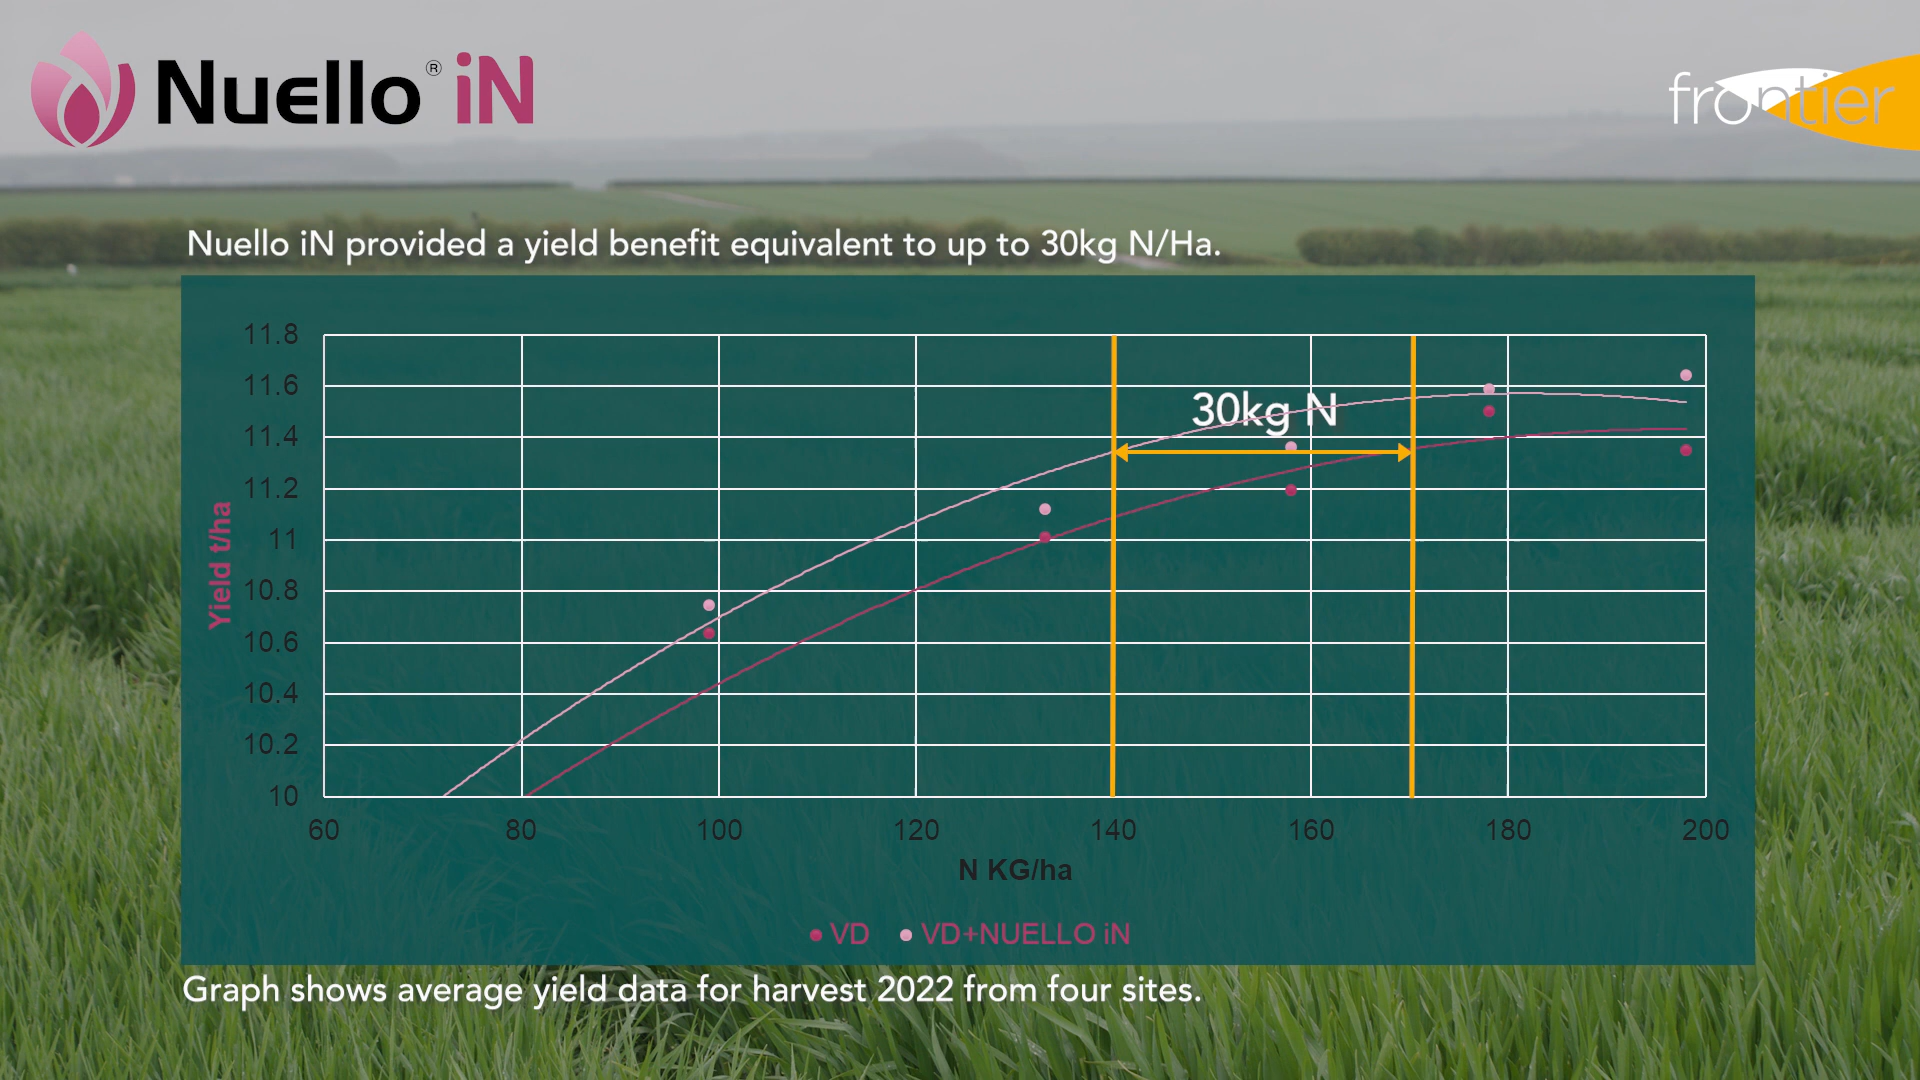 Nuello® iN
frontier
Nuello iN provided a yield benefit equivalent to up to 30kg N/Ha.
11.8
11.6
11.4
11.2
11
10.8
10.6
10.4
10.2
10
Yield t/ha
30kg N
60 80 100 120 140 160 180 200
N KG/ha
VD VD+NUELLO iN
Graph shows average yield data for harvest 2022 from four sites.